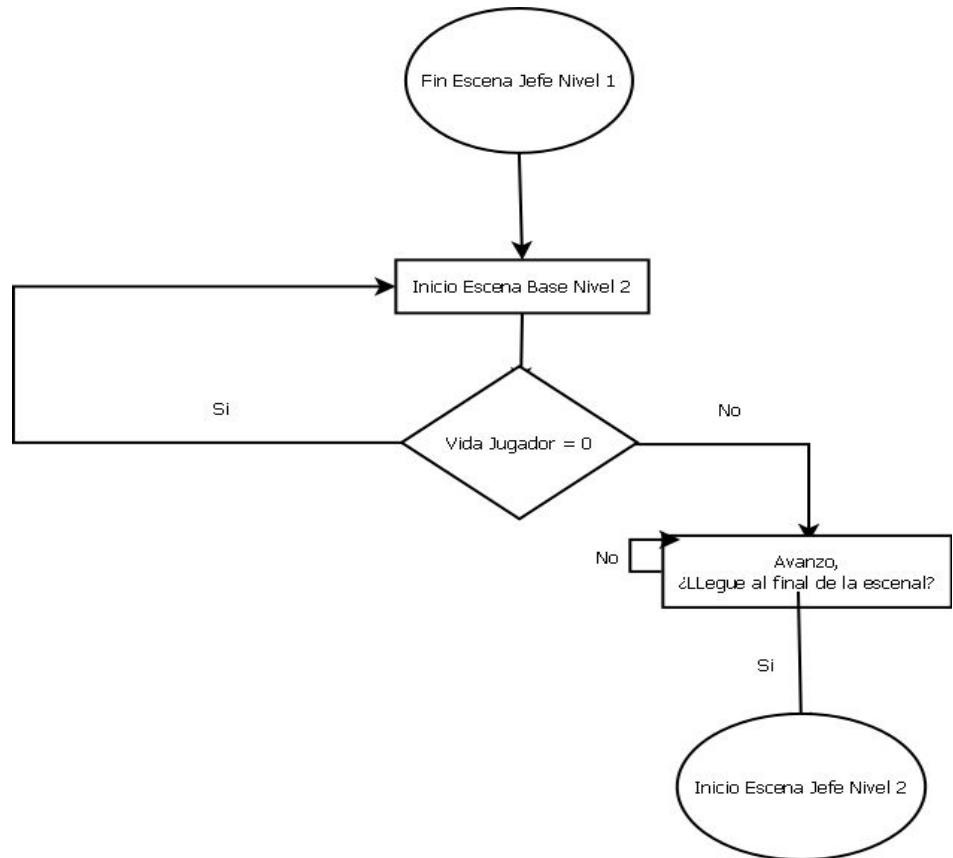 Fin Escena Jefe Nivel 1
Inicio Escena Base Nivel 2
Si
No
Vida Jugador = 0
No
Avanzo,
¿LLegue al final de la escenal?
Si
Inicio Escena Jefe Nivel 2